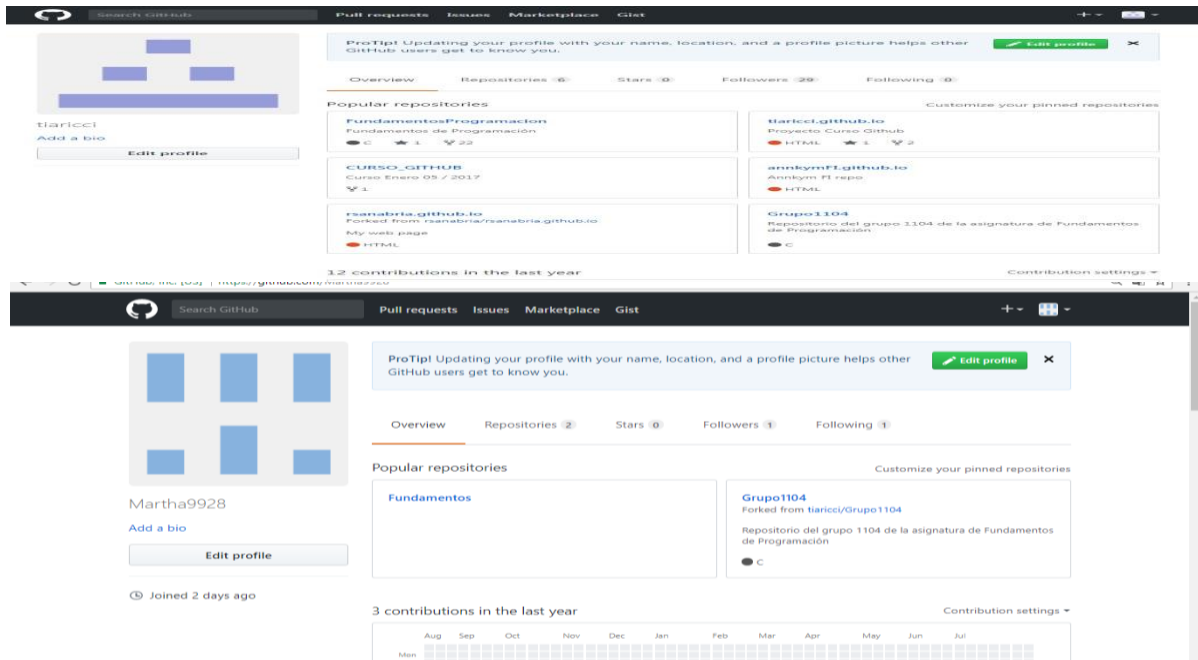 Search GitHub Pull requests Issues Marketplace Gist
ProTip! Updating your profile with your name, location, and a profile picture helps other
GitHub users get to know you.
Edit profile
Overview Repositories 6 Stars 0 Followers 29 Following 0
Popular repositories Customize your pinned repositories
tiaricci
Add a bio
Edit profile
FundamentosProgramacion
Fundamentos de Programación
C 1 22
tiaricci.github.io
Proyecto Curso Github
HTML 1 2
CURSO_GITHUB
Curso Enero 05 / 2017
1
annkymFI.github.io
Annkym FI repo
HTML
rsanabria.github.io
Forked from rsanabria/rsanabria.github.io
My web page
HTML
Grupo1104
Repositorio del grupo 1104 de la asignatura de Fundamentos
de Programación
C
12 contributions in the last year Contribution settings
GitHub, Inc. [US] https://github.com/Martha9928
Search GitHub Pull requests Issues Marketplace Gist
ProTip! Updating your profile with your name, location, and a profile picture helps other
GitHub users get to know you.
Edit profile
Overview Repositories 2 Stars 0 Followers 1 Following 1
Popular repositories Customize your pinned repositories
Martha9928
Add a bio
Edit profile
Joined 2 days ago
Fundamentos
Grupo1104
Forked from tiaricci/Grupo1104
Repositorio del grupo 1104 de la asignatura de Fundamentos
de Programación
C
3 contributions in the last year Contribution settings
Aug Sep Oct Nov Dec Jan Feb Mar Apr May Jun Jul
Mon